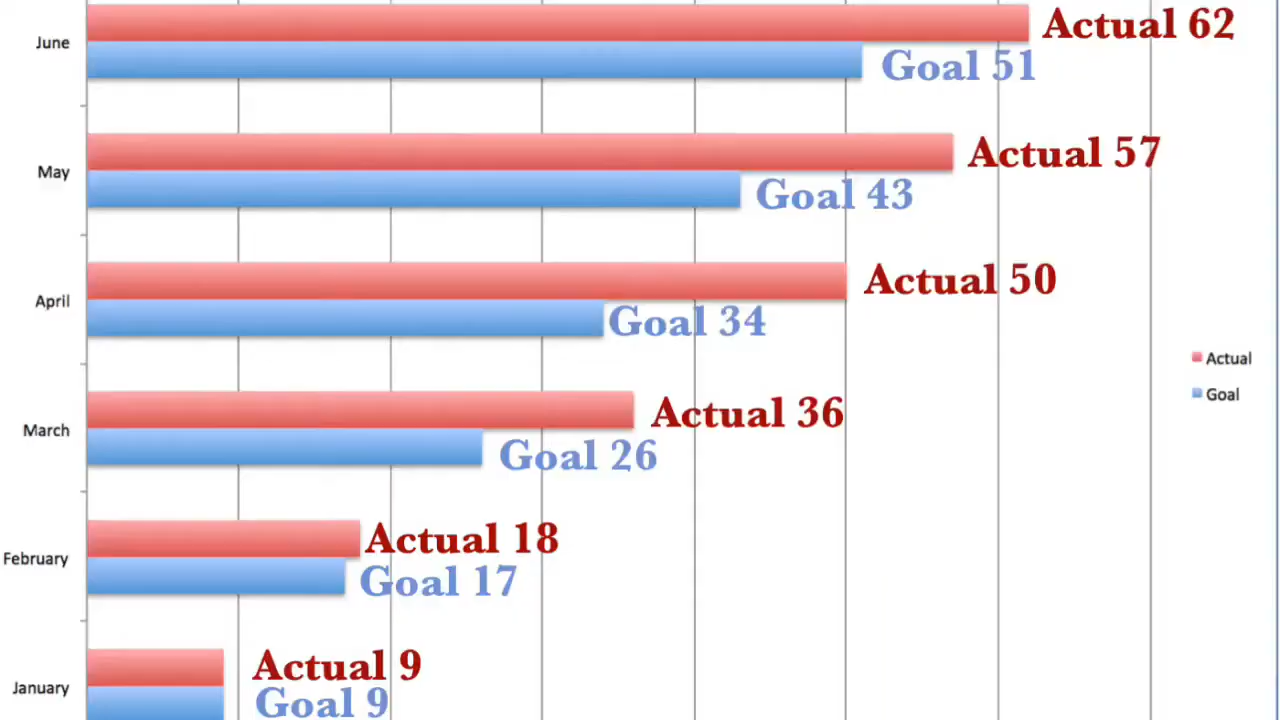 June
Actual 62
Goal 51
May
Actual 57
Goal 43
April
Actual 50
Goal 34
March
Actual 36
Goal 26
February
Actual 18
Goal 17
January
Actual 9
Goal 9
Actual
Goal